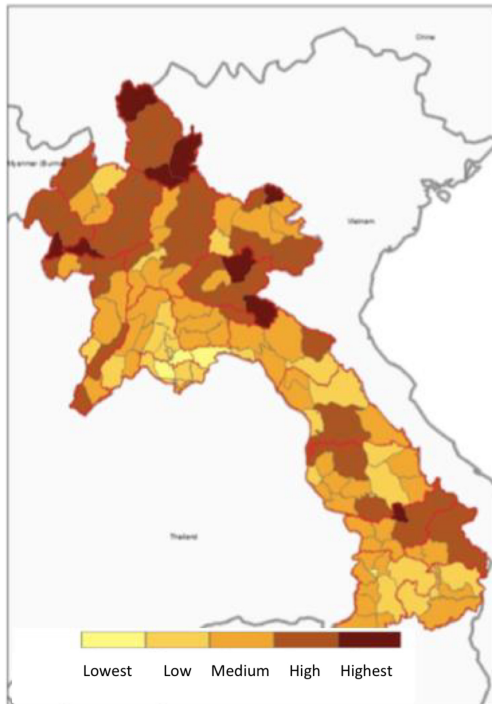 China
Myanmar (Burma)
Vietnam
Thailand
Lowest Low Medium High Highest